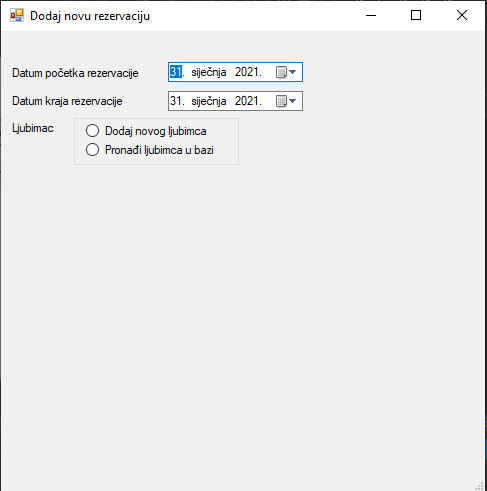 Dodaj novu rezervaciju
Datum početka rezervacije 31. siječnja 2021.
Datum kraja rezervacije 31. siječnja 2021.
Ljubimac
Dodaj novog ljubimca
Pronađi ljubimca u bazi